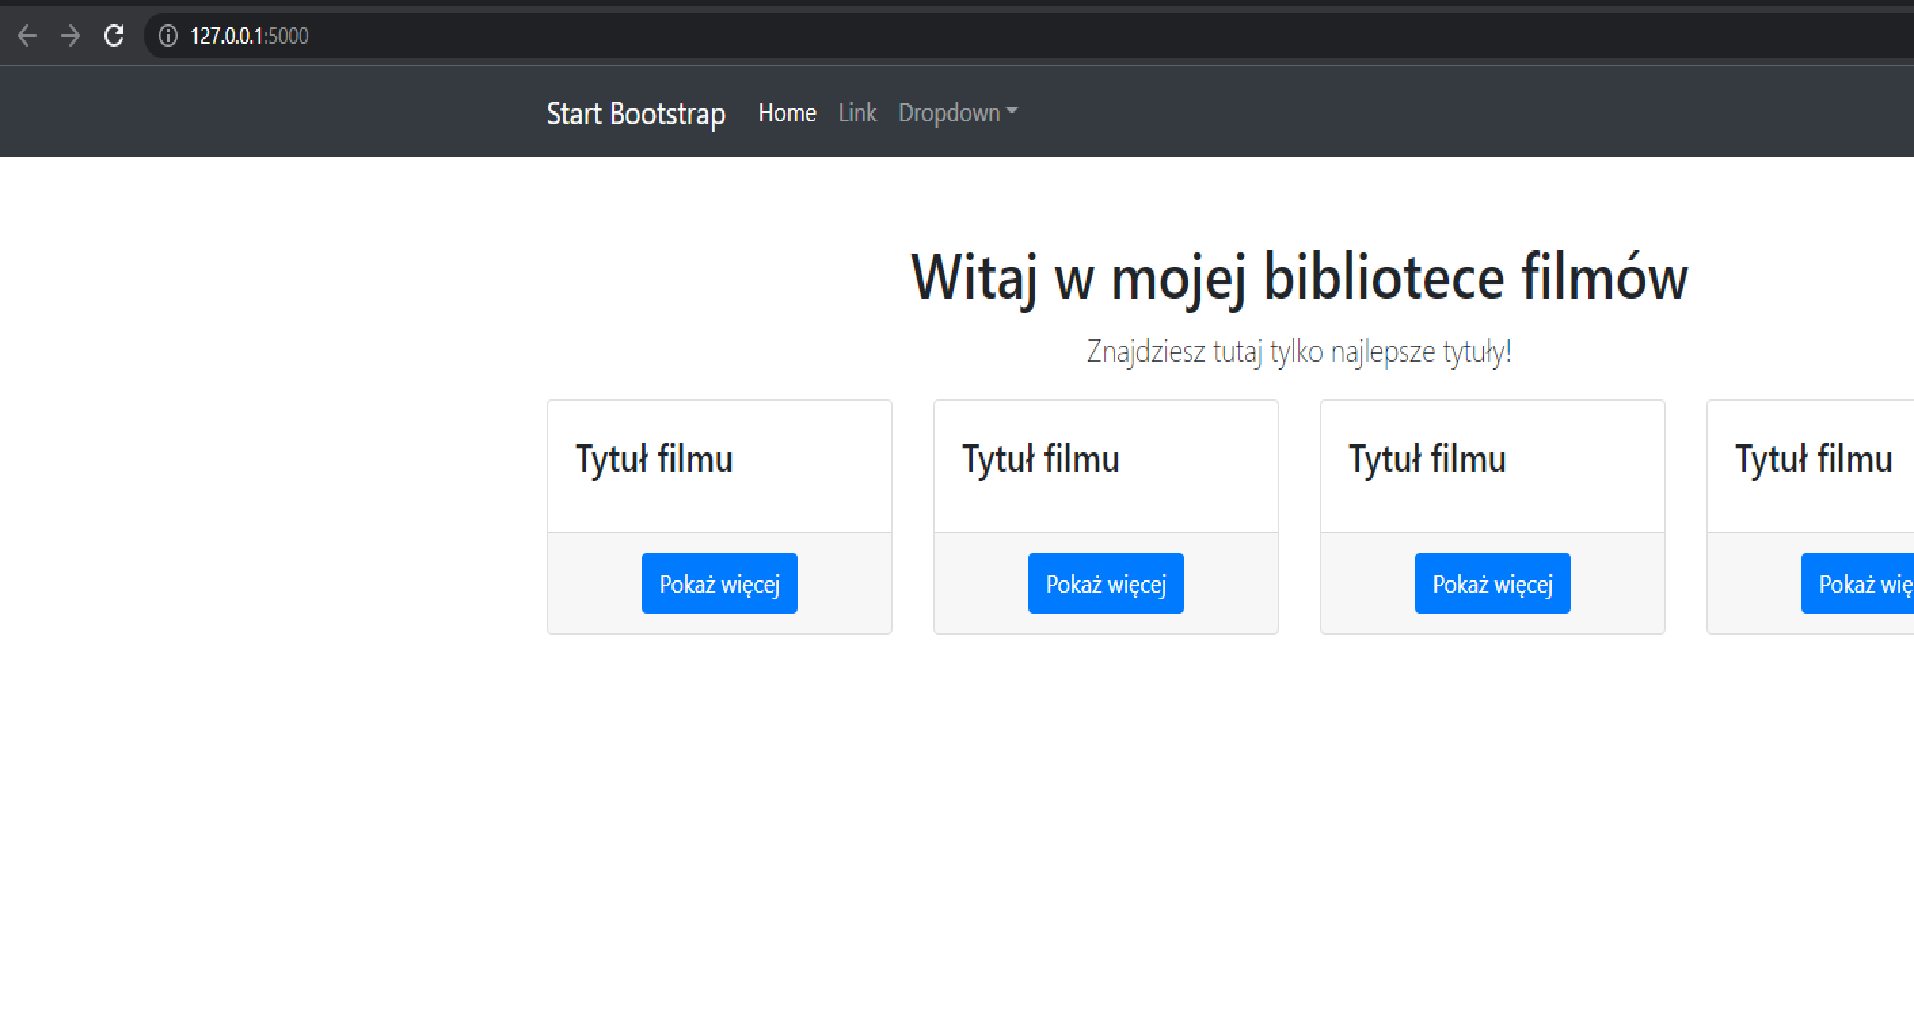 127.0.0.1:5000
Start Bootstrap Home Link Dropdown
Witaj w mojej bibliotece filmów
Znajdziesz tutaj tylko najlepsze tytuły!
Tytuł filmu Tytuł filmu Tytuł filmu Tytuł filmu
Pokaż więcej Pokaż więcej Pokaż więcej Pokaż wię